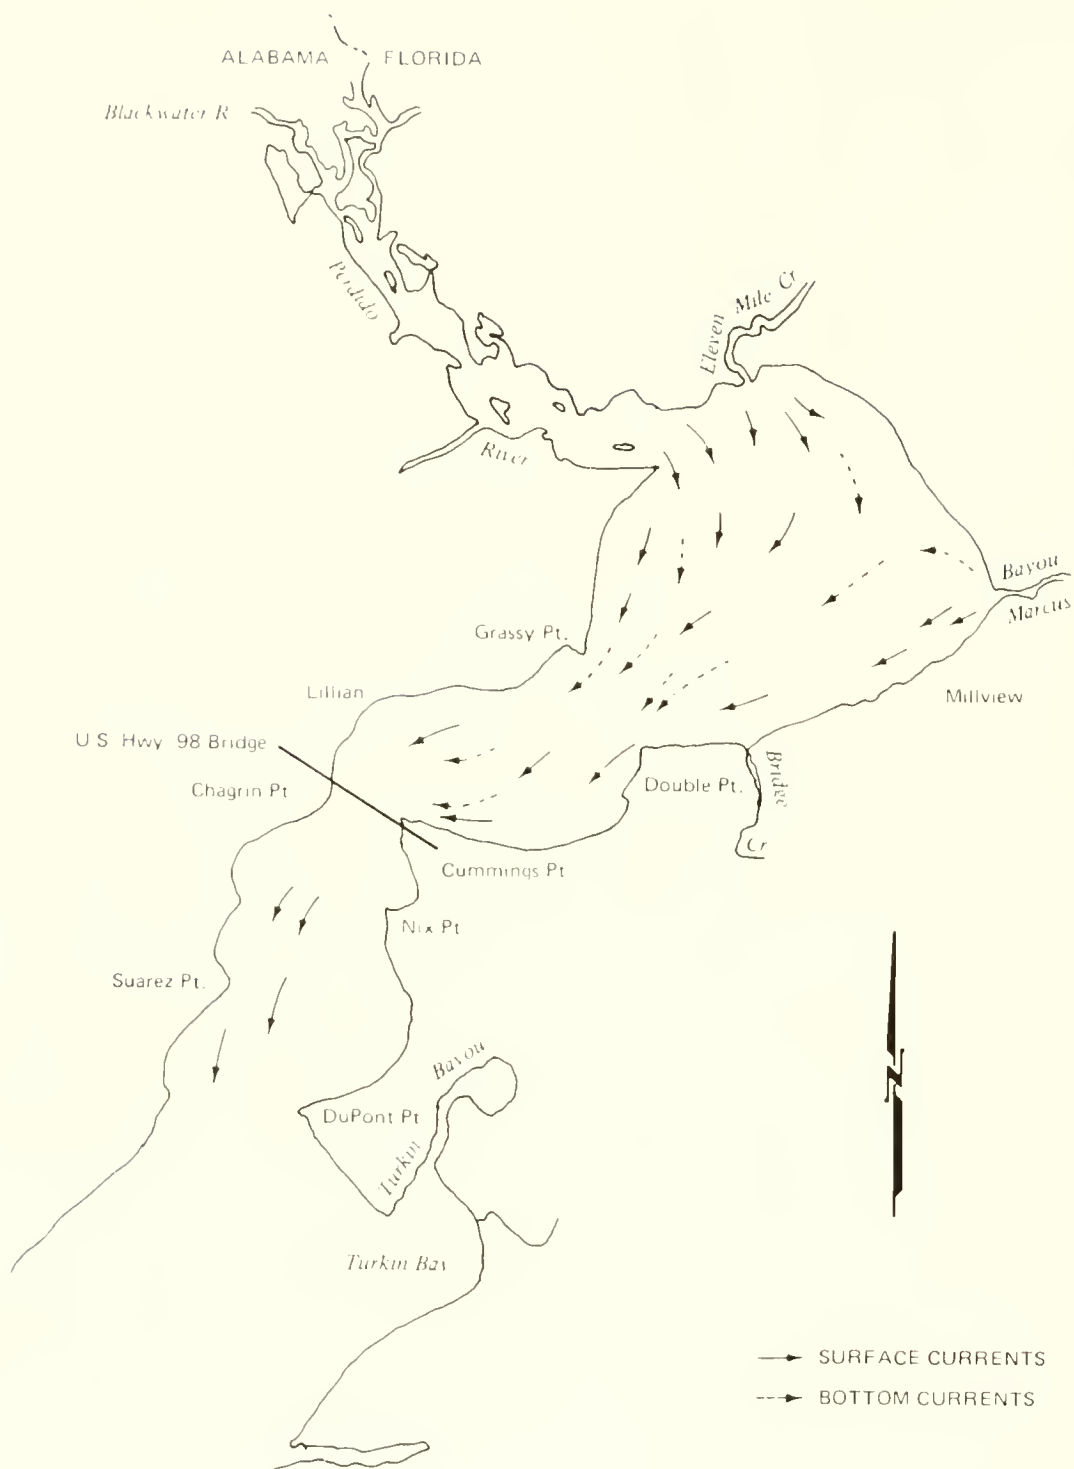 ALABAMA FLORIDA
Blackwater R
Perdido
River
Eleven Mile Cr
Bayou
Marcus
Grassy Pt.
Lillian
Millview
U S Hwy 98 Bridge
Chagrin Pt
Double Pt.
Bridge
Cr
Cummings Pt
Nix Pt
Suarez Pt.
N
Bayou
DuPont Pt
Turkin
Turkin Bay
SURFACE CURRENTS
BOTTOM CURRENTS